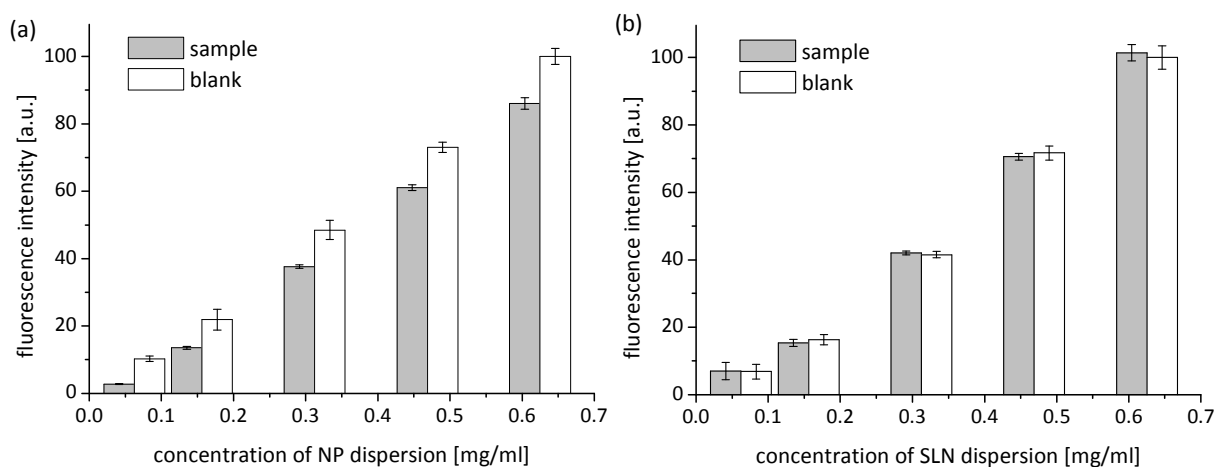 (a)
sample
blank
100
80
60
40
20
0
0.0 0.1 0.2 0.3 0.4 0.5 0.6 0.7
fluorescence intensity [a.u.]
concentration of NP dispersion [mg/ml]
(b)
sample
blank
100
80
60
40
20
0
0.0 0.1 0.2 0.3 0.4 0.5 0.6 0.7
fluorescence intensity [a.u.]
concentration of SLN dispersion [mg/ml]